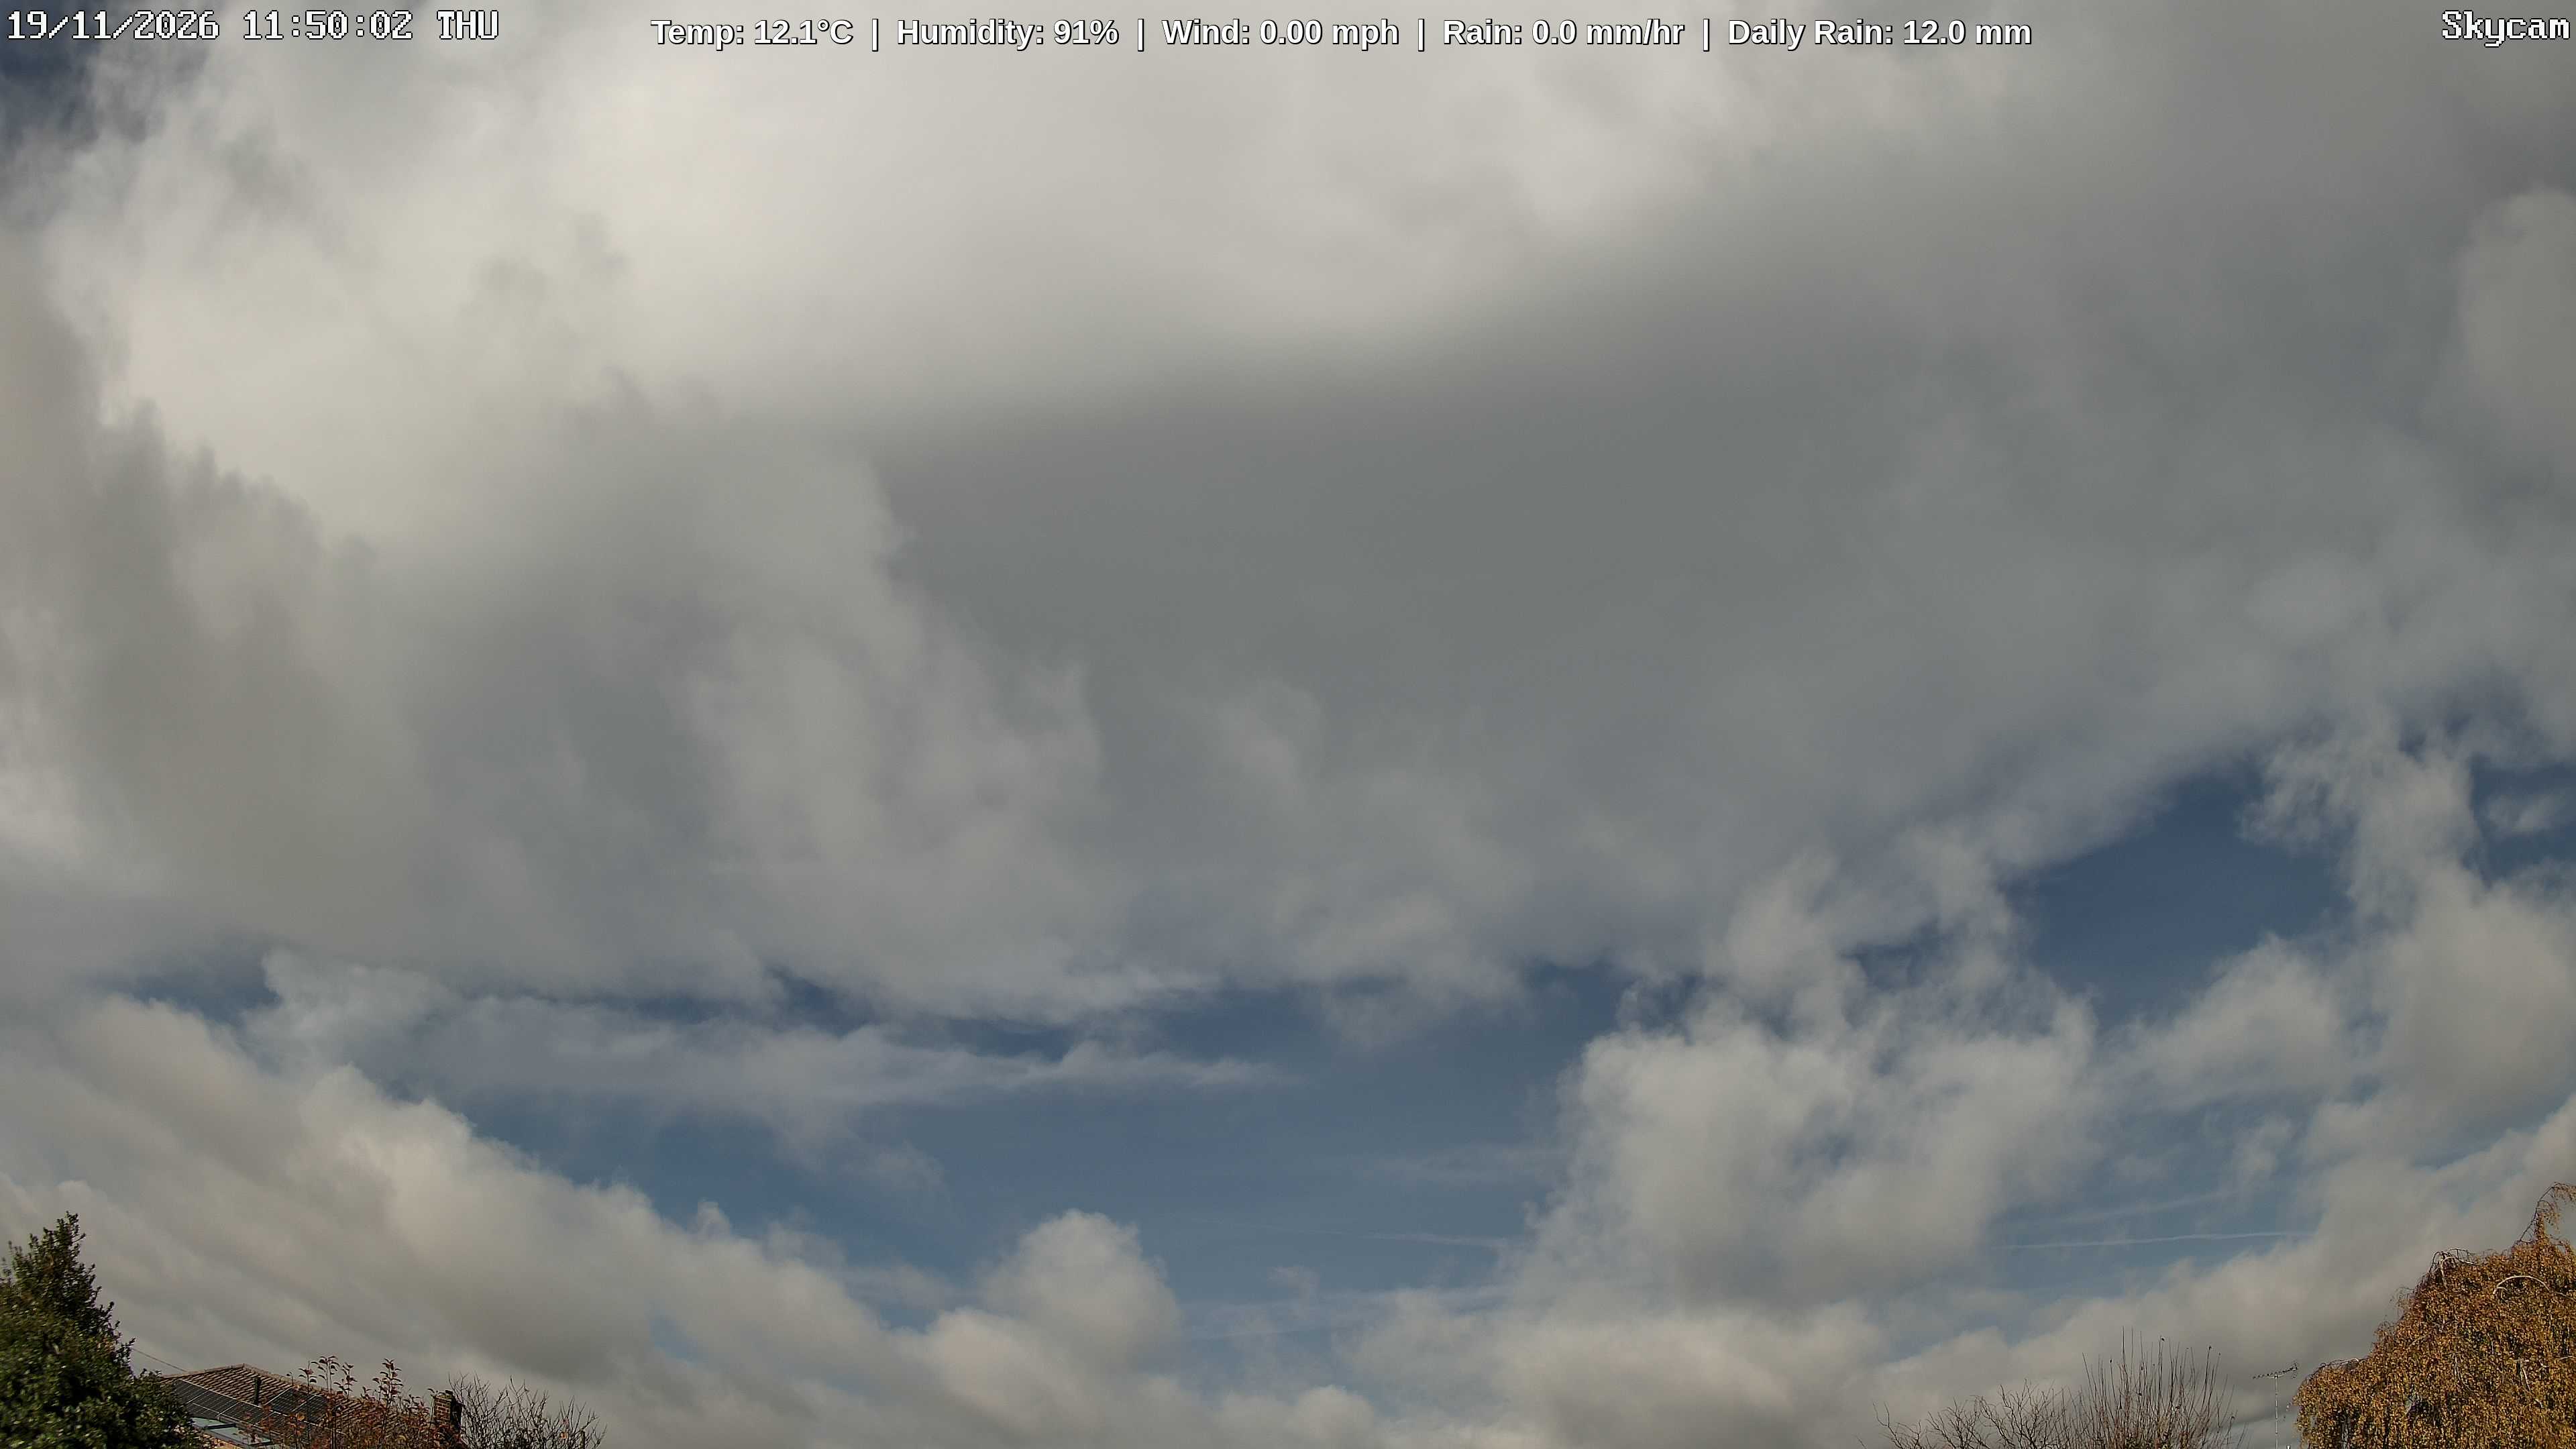 19/11/2026 11:50:02 THU
Temp: 12.1°C | Humidity: 91% | Wind: 0.00 mph | Rain: 0.0 mm/hr | Daily Rain: 12.0 mm
Skycam